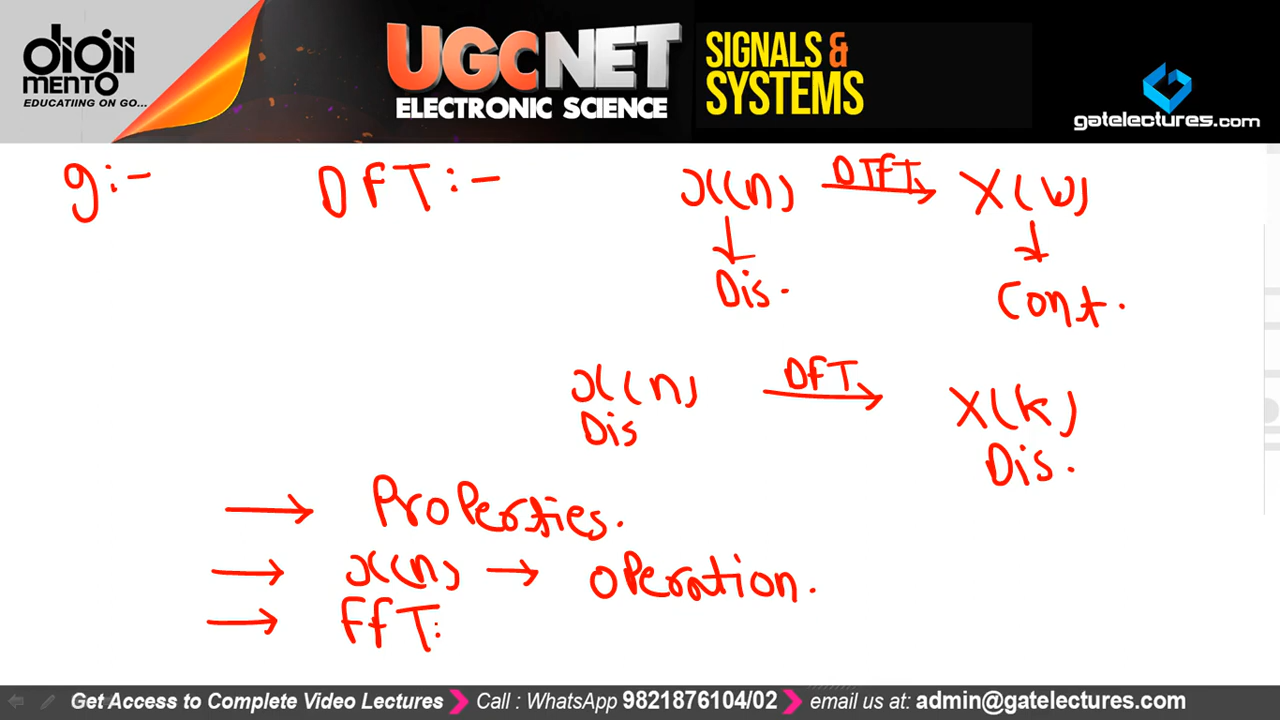 digii
MENTO
EDUCATIING ON GO...
UGC NET
ELECTRONIC SCIENCE
SIGNALS &
SYSTEMS
gatelectures.com
9:- DFT:- x(n) DTFT→ X(ω)
Dis. Cont.
x(n) DFT→ X(k)
Dis Dis.
→ Properties.
→ x(n) → operation.
→ FFT:
Get Access to Complete Video Lectures Call : WhatsApp 9821876104/02 email us at: admin@gatelectures.com